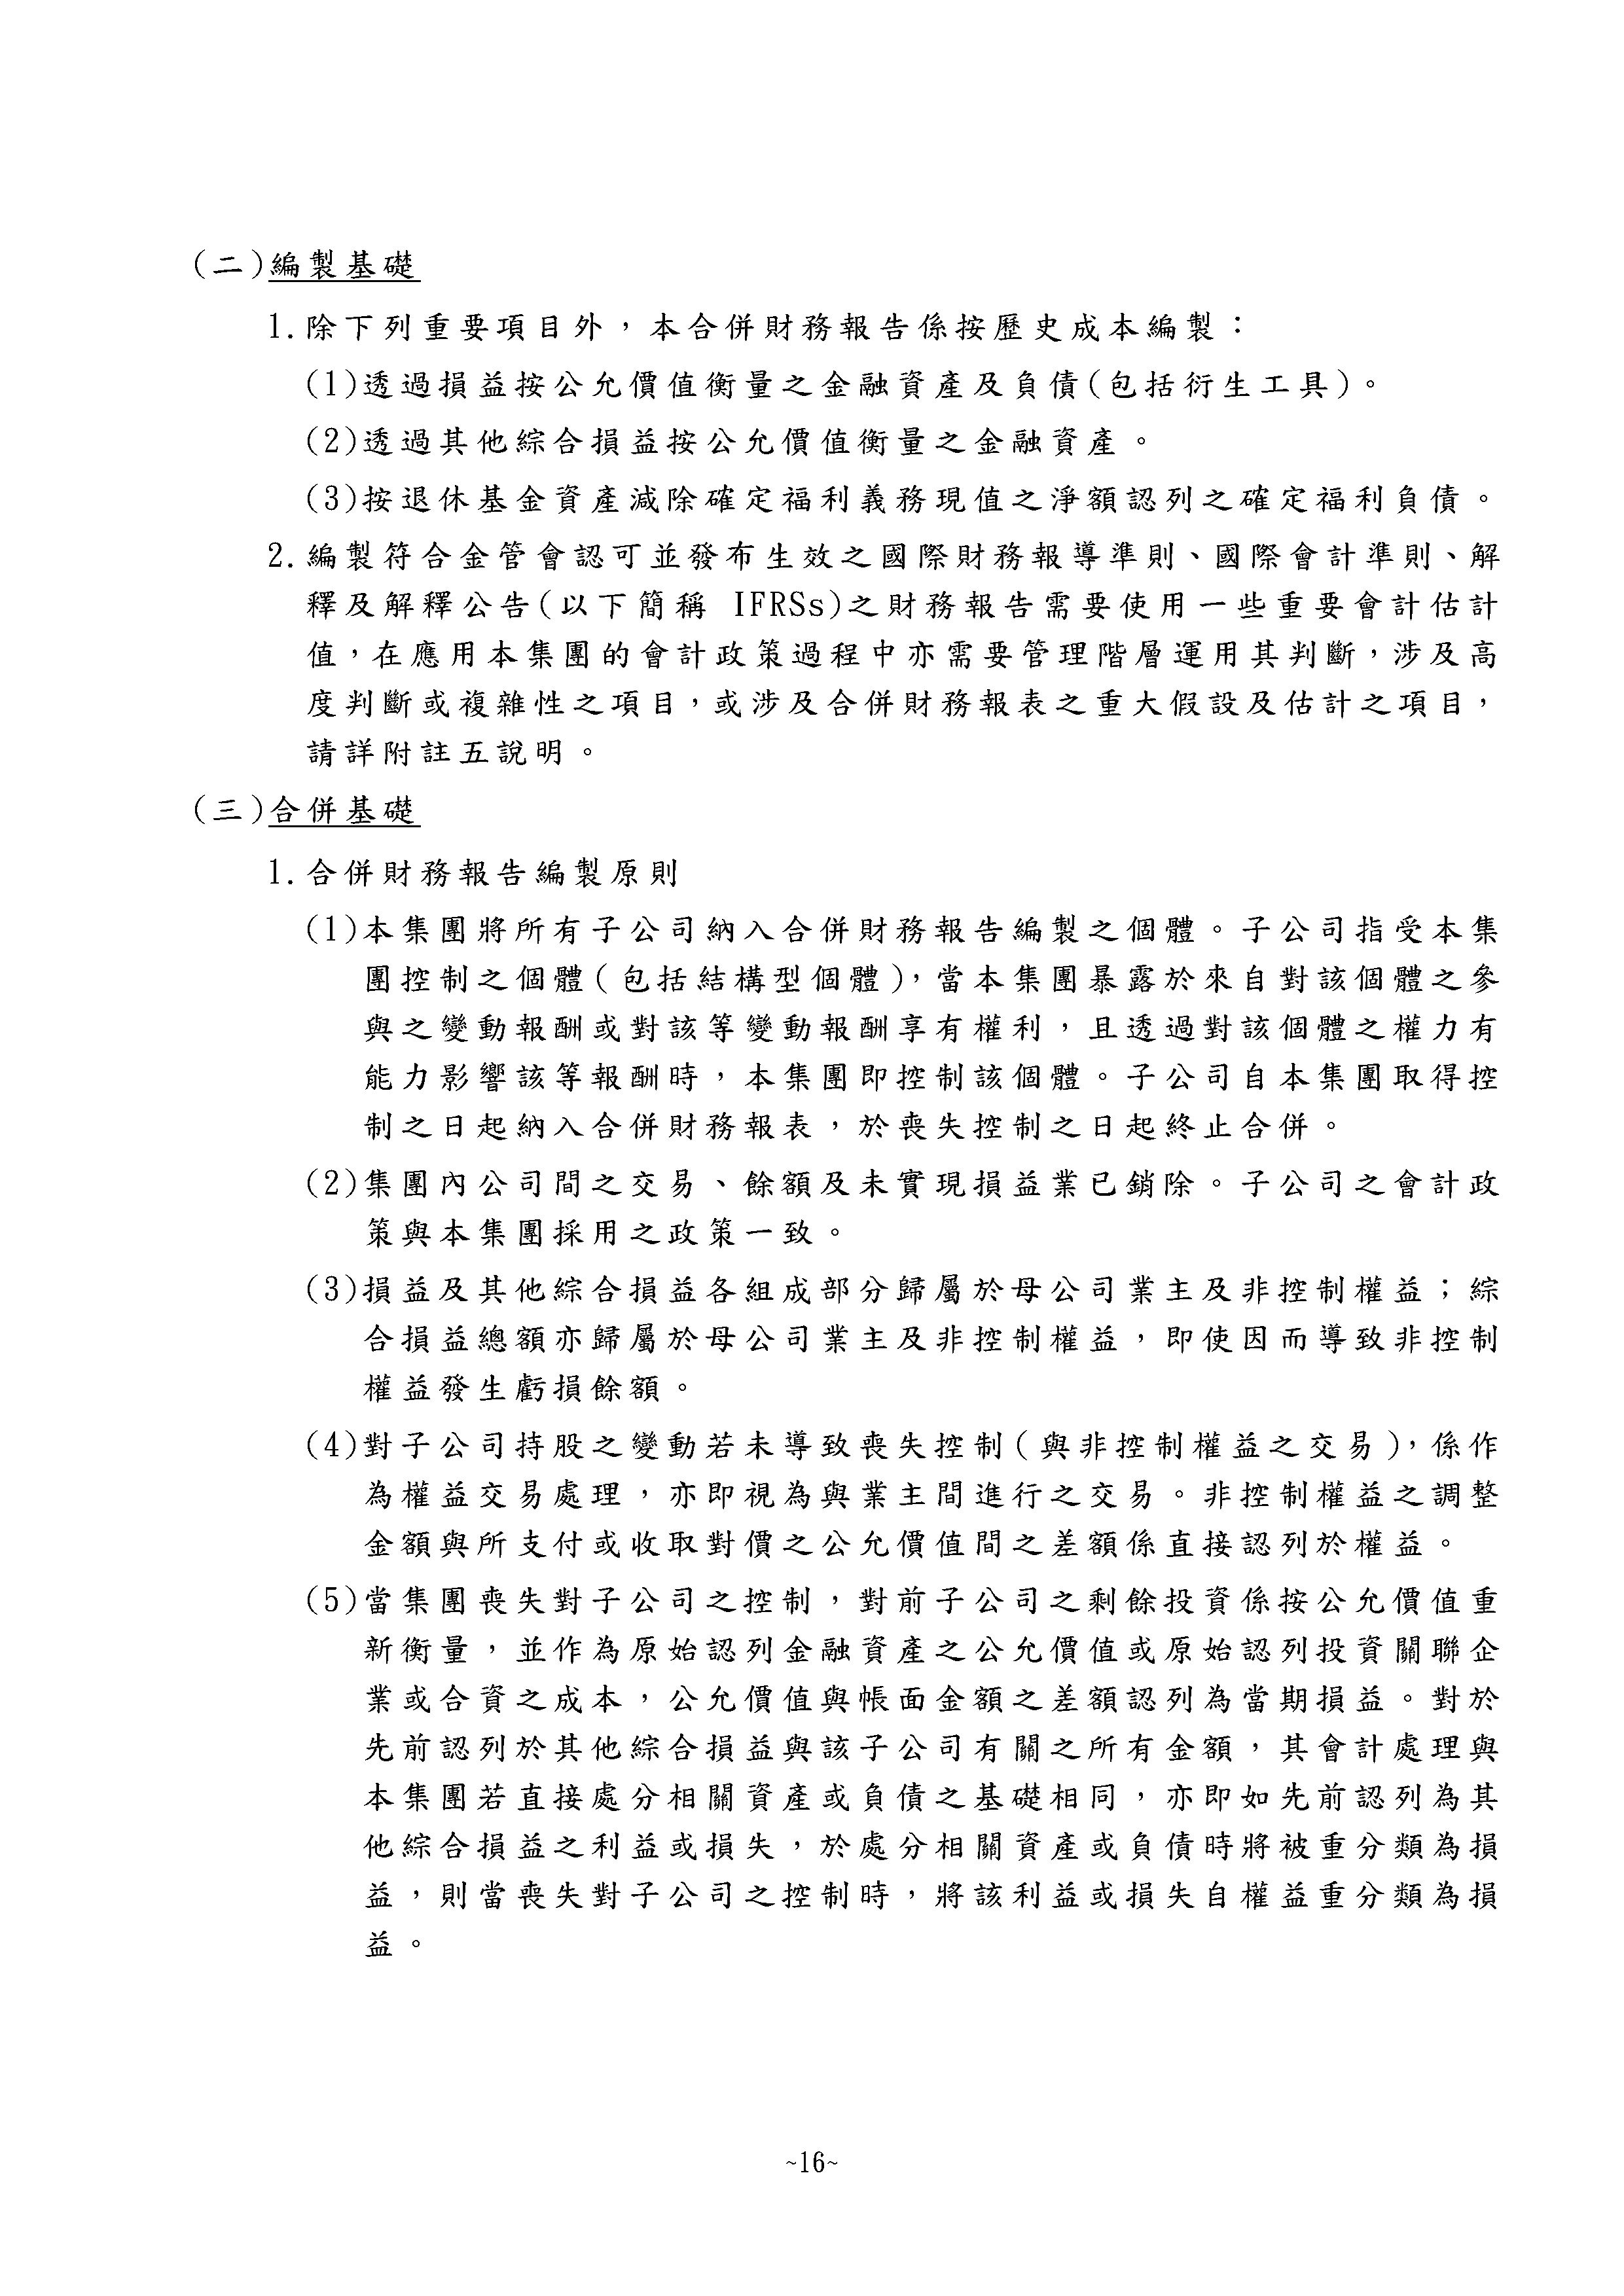 (二)編製基礎
1.除下列重要項目外，本合併財務報告係按歷史成本編製：
(1)透過損益按公允價值衡量之金融資產及負債(包括衍生工具)。
(2)透過其他綜合損益按公允價值衡量之金融資產。
(3)按退休基金資產減除確定福利義務現值之淨額認列之確定福利負債。
2.編製符合金管會認可並發布生效之國際財務報導準則、國際會計準則、解
釋及解釋公告(以下簡稱 IFRSs)之財務報告需要使用一些重要會計估計
值，在應用本集團的會計政策過程中亦需要管理階層運用其判斷，涉及高
度判斷或複雜性之項目，或涉及合併財務報表之重大假設及估計之項目，
請詳附註五說明。
(三)合併基礎
1.合併財務報告編製原則
(1)本集團將所有子公司納入合併財務報告編製之個體。子公司指受本集
團控制之個體(包括結構型個體)，當本集團暴露於來自對該個體之參
與之變動報酬或對該等變動報酬享有權利，且透過對該個體之權力有
能力影響該等報酬時，本集團即控制該個體。子公司自本集團取得控
制之日起納入合併財務報表，於喪失控制之日起終止合併。
(2)集團內公司間之交易、餘額及未實現損益業已銷除。子公司之會計政
策與本集團採用之政策一致。
(3)損益及其他綜合損益各組成部分歸屬於母公司業主及非控制權益；綜
合損益總額亦歸屬於母公司業主及非控制權益，即使因而導致非控制
權益發生虧損餘額。
(4)對子公司持股之變動若未導致喪失控制(與非控制權益之交易)，係作
為權益交易處理，亦即視為與業主間進行之交易。非控制權益之調整
金額與所支付或收取對價之公允價值間之差額係直接認列於權益。
(5)當集團喪失對子公司之控制，對前子公司之剩餘投資係按公允價值重
新衡量，並作為原始認列金融資產之公允價值或原始認列投資關聯企
業或合資之成本，公允價值與帳面金額之差額認列為當期損益。對於
先前認列於其他綜合損益與該子公司有關之所有金額，其會計處理與
本集團若直接處分相關資產或負債之基礎相同，亦即如先前認列為其
他綜合損益之利益或損失，於處分相關資產或負債時將被重分類為損
益，則當喪失對子公司之控制時，將該利益或損失自權益重分類為損
益。
~16~